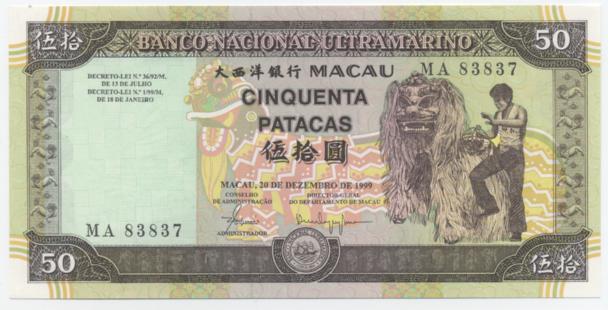 伍拾 BANCO NACIONAL ULTRAMARINO 50
大西洋銀行 MACAU MA 83837
DECRETO-LEI N.º 36/92/M,
DE 13 DE JULHO
DECRETO-LEI N.º 1/99/M,
DE 18 DE JANEIRO
CINQUENTA
PATACAS
伍拾圓
MACAU, 20 DE DEZEMBRO DE 1999
CONSELHO
DE ADMINISTRAÇÃO
DIRECTOR-GERAL
DO DEPARTAMENTO DE MACAU
MA 83837
ADMINISTRADOR
50 伍拾